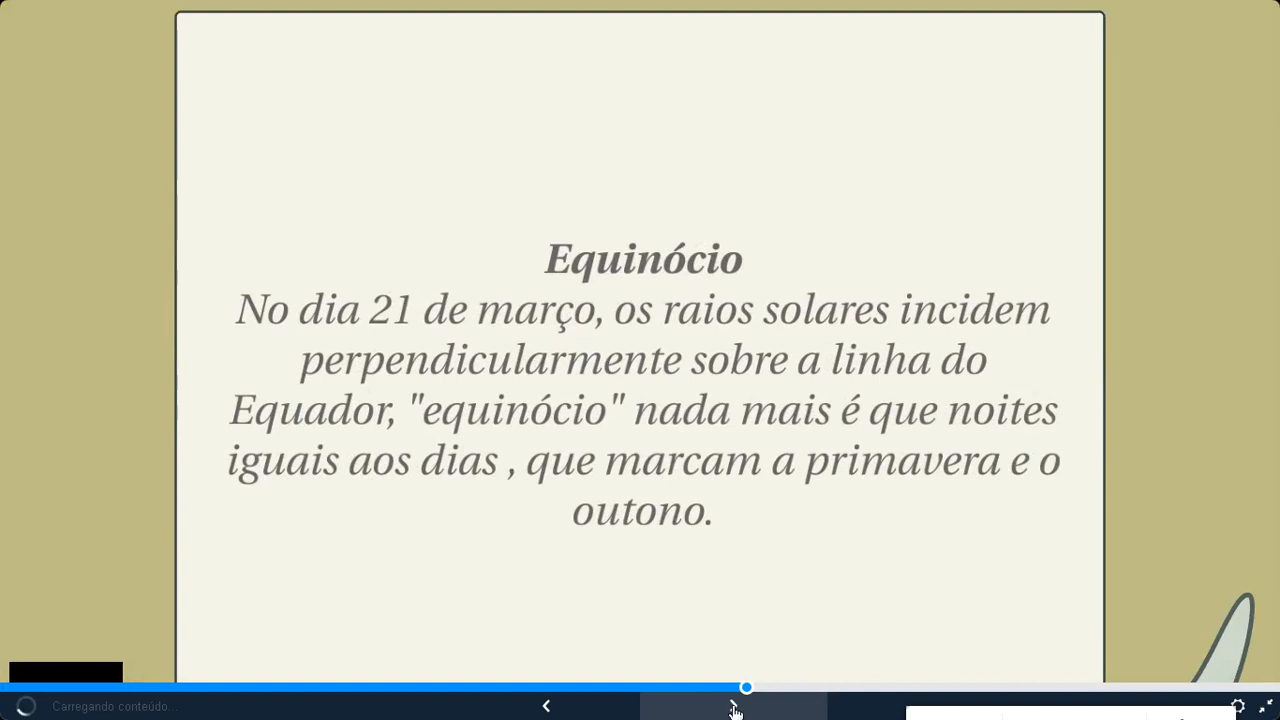 Equinócio
No dia 21 de março, os raios solares incidem
perpendicularmente sobre a linha do
Equador, "equinócio" nada mais é que noites
iguais aos dias , que marcam a primavera e o
outono.
Carregando conteúdo...